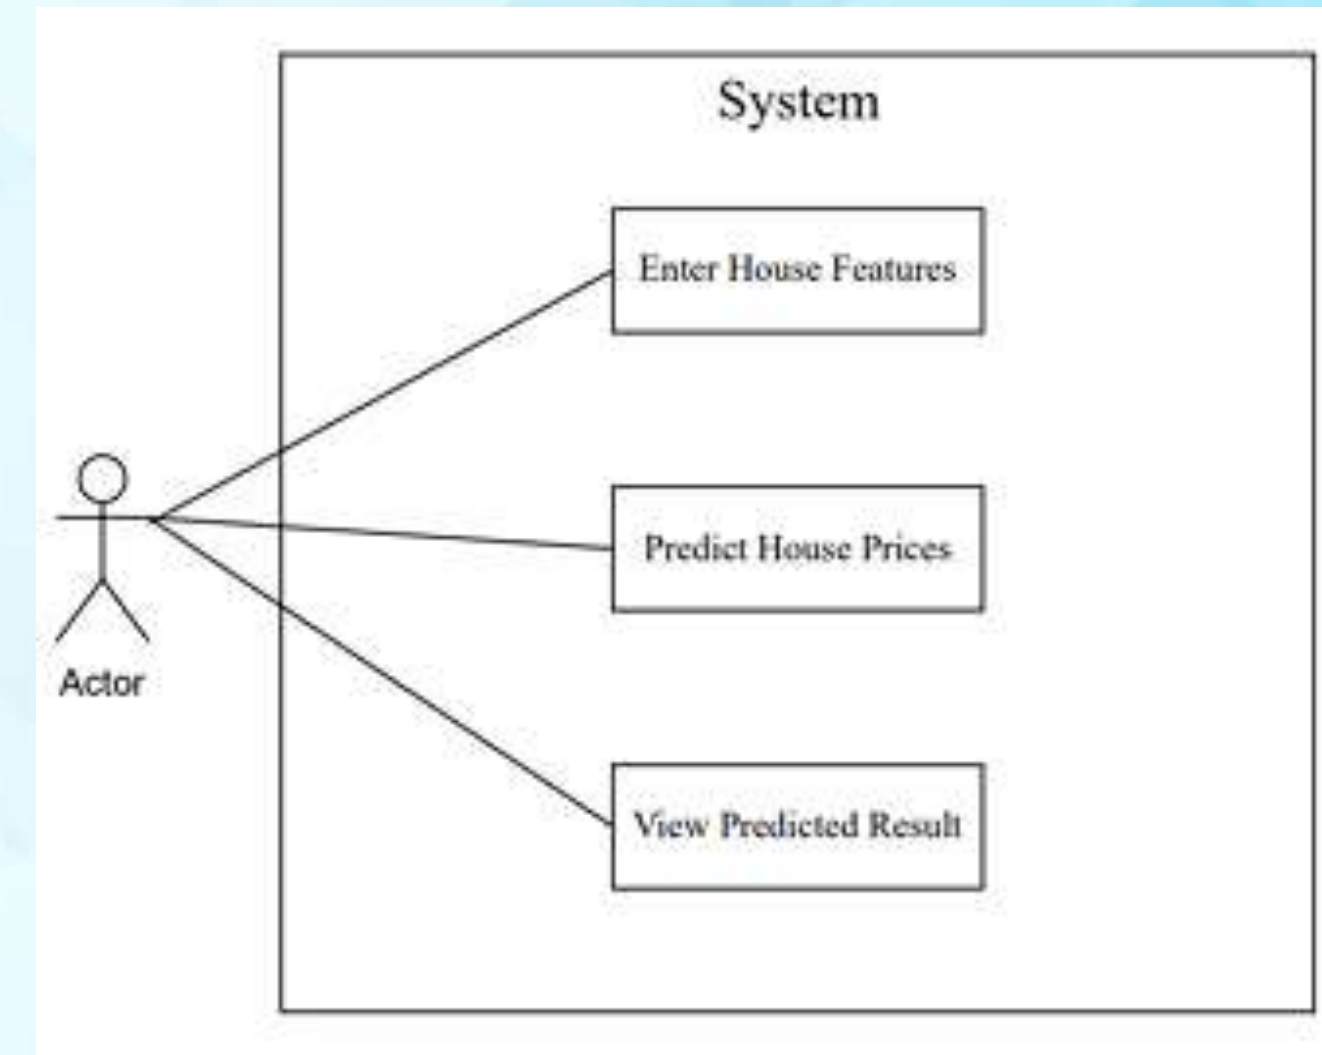 System
Enter House Features
Predict House Prices
Actor
View Predicted Result